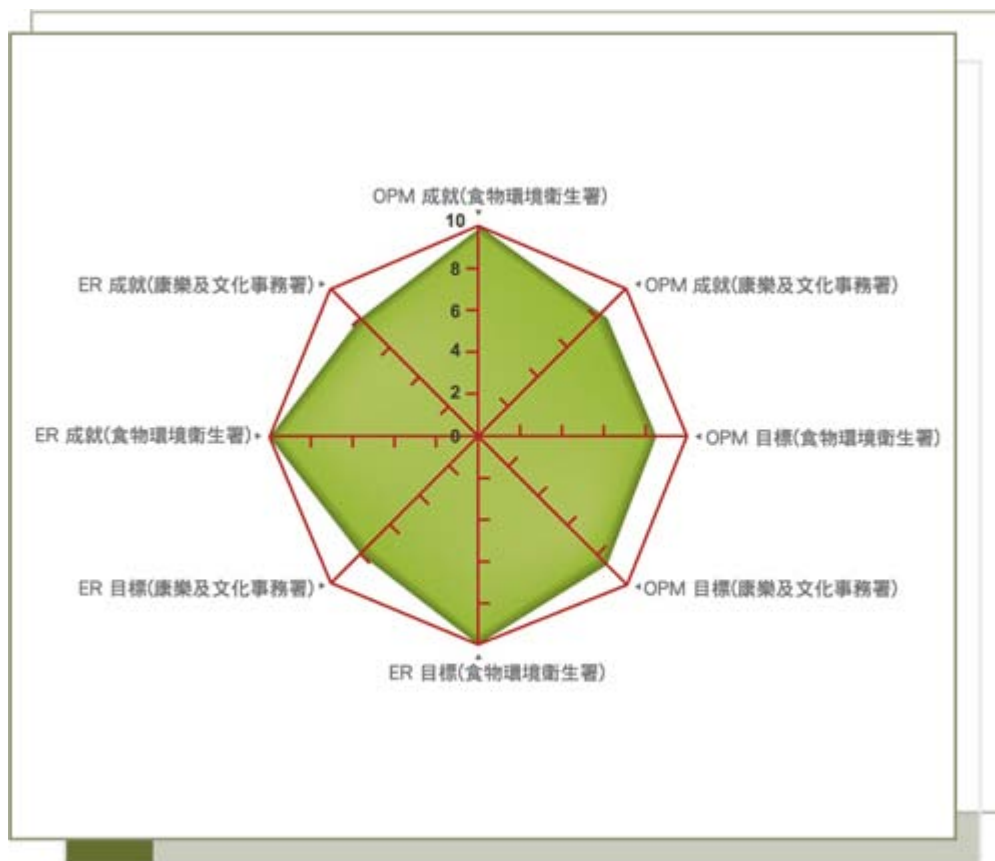 OPM 成就(食物環境衞生署)
10
ER 成就(康樂及文化事務署)
OPM 成就(康樂及文化事務署)
8
6
4
2
ER 成就(食物環境衞生署)
0
OPM 目標(食物環境衞生署)
ER 目標(康樂及文化事務署)
OPM 目標(康樂及文化事務署)
ER 目標(食物環境衞生署)